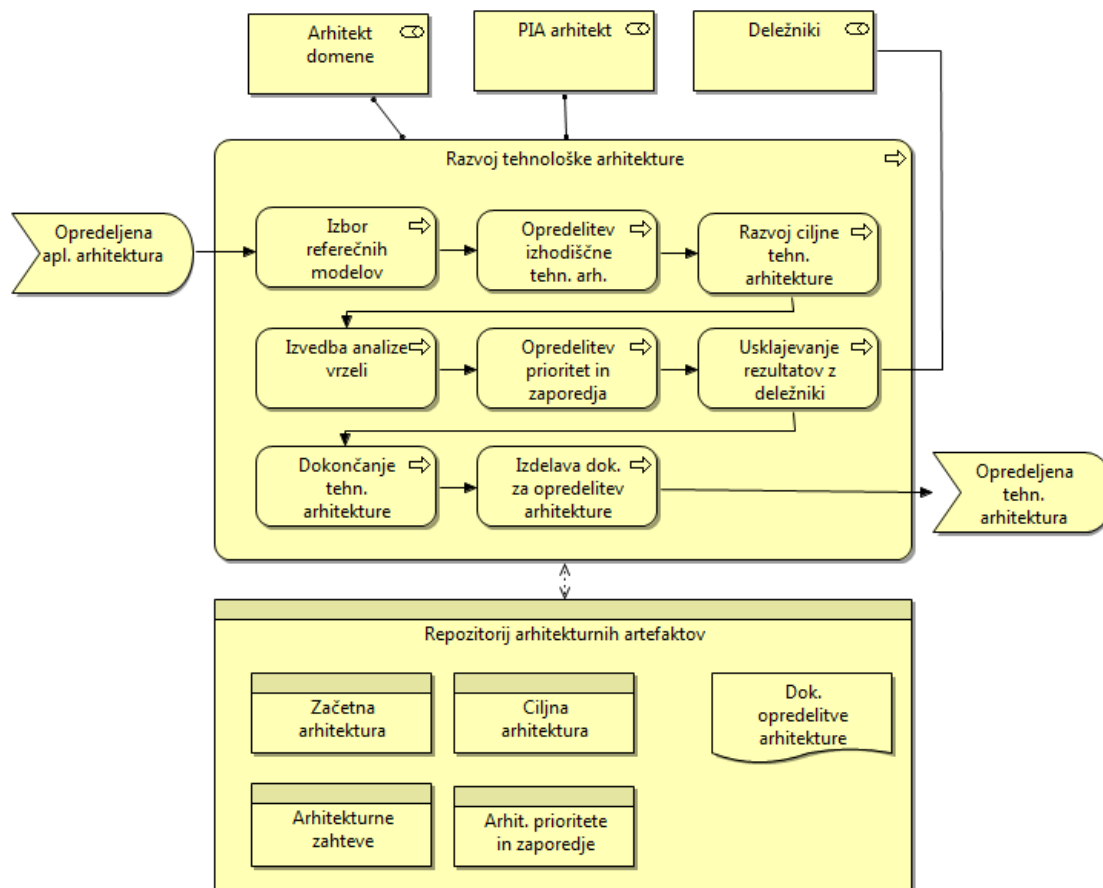 Arhitekt
domene
PIA arhitekt
Deležniki
Razvoj tehnološke arhitekture
Opredeljena
apl. arhitektura
Izbor
referečnih
modelov
Opredelitev
izhodiščne
tehn. arh.
Razvoj ciljne
tehn.
arhitekture
Izvedba analize
vrzeli
Opredelitev
prioritet in
zaporedja
Usklajevanje
rezultatov z
deležniki
Dokončanje
tehn.
arhitekture
Izdelava dok.
za opredelitev
arhitekture
Opredeljena
tehn.
arhitektura
Repozitorij arhitekturnih artefaktov
Začetna
arhitektura
Ciljna
arhitektura
Dok.
opredelitve
arhitekture
Arhitekturne
zahteve
Arhit. prioritete
in zaporedje